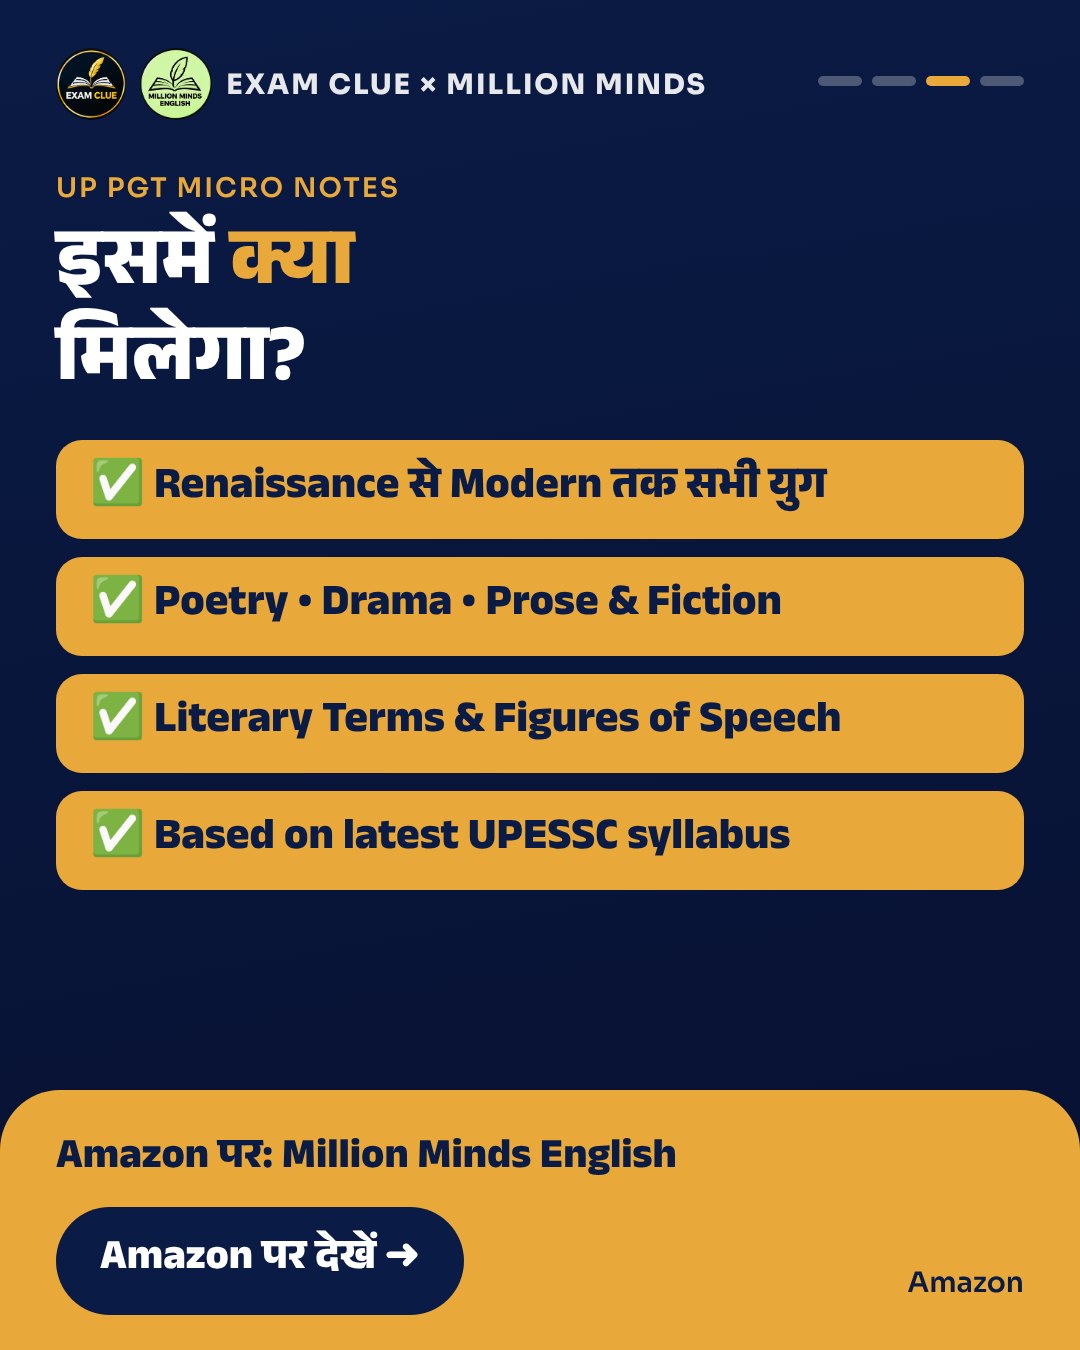 EXAM CLUE
MILLION MINDS
ENGLISH
EXAM CLUE × MILLION MINDS
UP PGT MICRO NOTES
इसमें क्या
मिलेगा?
✅ Renaissance से Modern तक सभी युग
✅ Poetry • Drama • Prose & Fiction
✅ Literary Terms & Figures of Speech
✅ Based on latest UPESSC syllabus
Amazon पर: Million Minds English
Amazon पर देखें ➜
Amazon